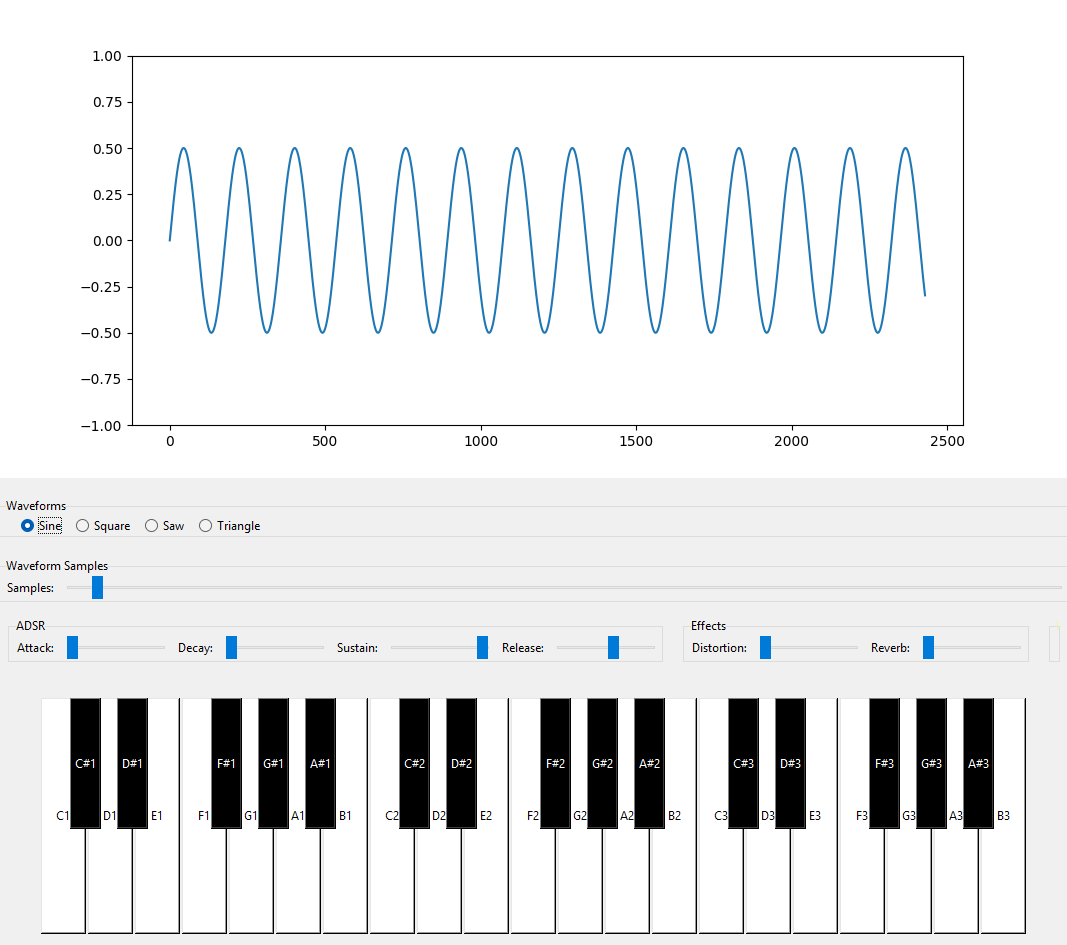 1.00
0.75
0.50
0.25
0.00
−0.25
−0.50
−0.75
−1.00
0 500 1000 1500 2000 2500
Waveforms
Sine Square Saw Triangle
Waveform Samples
Samples:
ADSR Effects
Attack: Decay: Sustain: Release: Distortion: Reverb:
C#1 D#1 F#1 G#1 A#1 C#2 D#2 F#2 G#2 A#2 C#3 D#3 F#3 G#3 A#3
C1 D1 E1 F1 G1 A1 B1 C2 D2 E2 F2 G2 A2 B2 C3 D3 E3 F3 G3 A3 B3